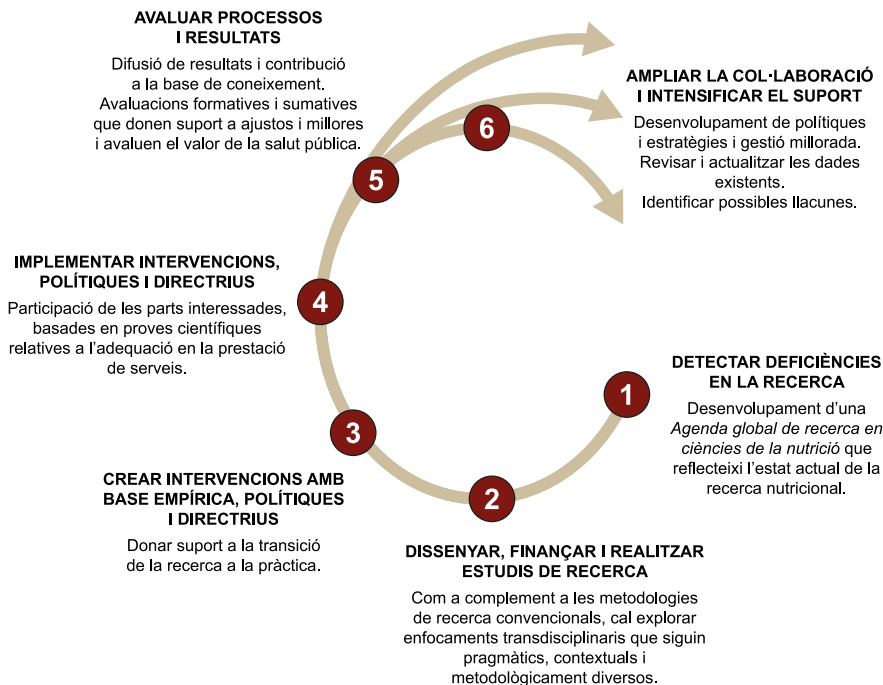 1
DETECTAR DEFICIÈNCIES
EN LA RECERCA
Desenvolupament d’una
Agenda global de recerca en
ciències de la nutrició que
reflecteixi l’estat actual de la
recerca nutricional.
2
DISSENYAR, FINANÇAR I REALITZAR
ESTUDIS DE RECERCA
Com a complement a les metodologies
de recerca convencionals, cal explorar
enfocaments transdisciplinaris que siguin
pragmàtics, contextuals i
metodològicament diversos.
3
CREAR INTERVENCIONS AMB
BASE EMPÍRICA, POLÍTIQUES
I DIRECTRIUS
Donar suport a la transició
de la recerca a la pràctica.
4
IMPLEMENTAR INTERVENCIONS,
POLÍTIQUES I DIRECTRIUS
Participació de les parts interessades,
basades en proves científiques
relatives a l’adequació en la prestació
de serveis.
5
AVALUAR PROCESSOS
I RESULTATS
Difusió de resultats i contribució
a la base de coneixement.
Avaluacions formatives i sumatives
que donen suport a ajustos i millores
i avaluen el valor de la salut pública.
6
AMPLIAR LA COL·LABORACIÓ
I INTENSIFICAR EL SUPORT
Desenvolupament de polítiques
i estratègies i gestió millorada.
Revisar i actualitzar les dades
existents.
Identificar possibles llacunes.